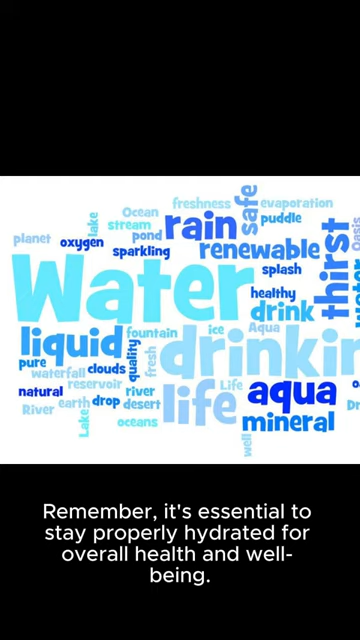 freshness
safe
evaporation
Ocean
lake
stream
rain
puddle
planet
oxygen
pond
sparkling
renewable
thirst
Oasis
splash
Water
healthy
drink
liquid
fountain
ice
Aqua
pure
waterfall
clouds
quality
fresh
drinkin
natural
reservoir
river
life
Life
aqua
River
earth
drop
desert
Lake
oceans
well
mineral
Remember, it's essential to
stay properly hydrated for
overall health and well-
being.